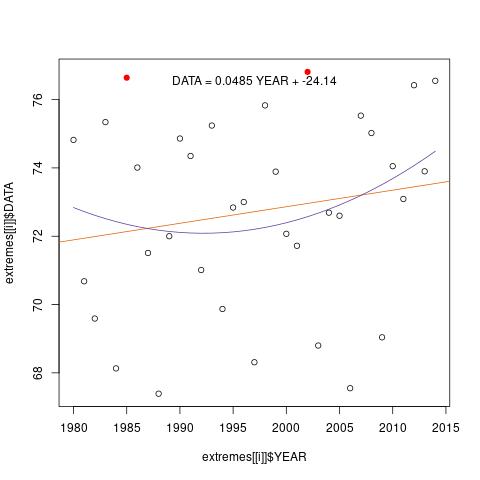 DATA = 0.0485 YEAR + -24.14
76
74
72
70
68
extremes[[i]]$DATA
1980 1985 1990 1995 2000 2005 2010 2015
extremes[[i]]$YEAR